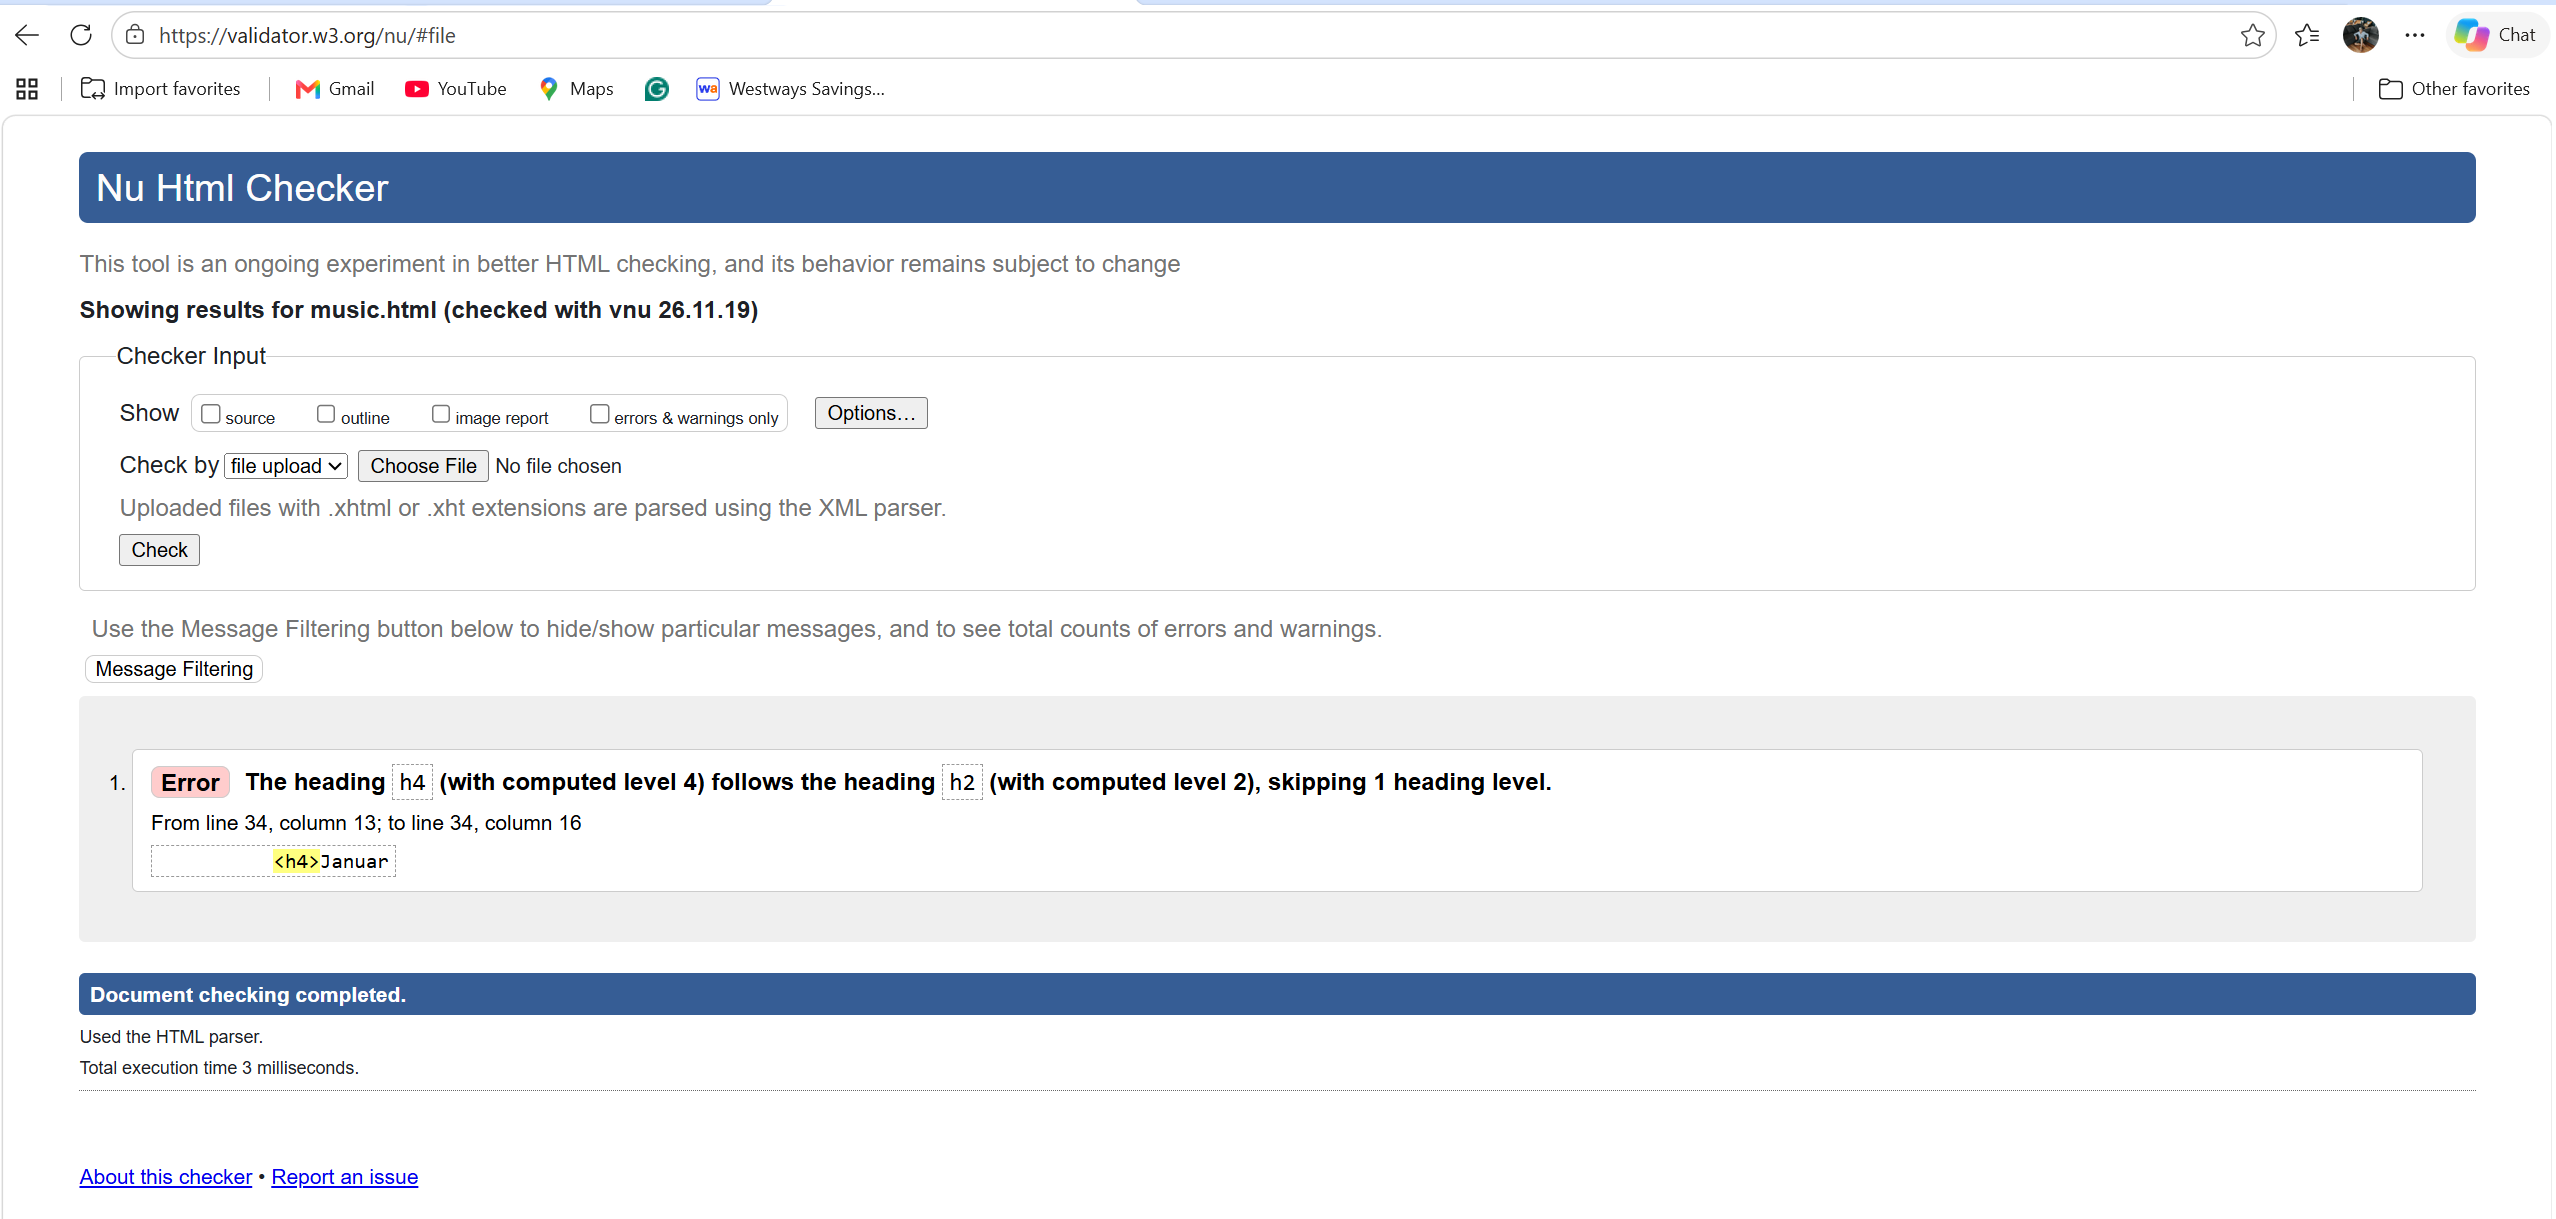 https://validator.w3.org/nu/#file
Chat
Import favorites
Gmail
YouTube
Maps
wa
Westways Savings...
Other favorites
Nu Html Checker
This tool is an ongoing experiment in better HTML checking, and its behavior remains subject to change
Showing results for music.html (checked with vnu 26.11.19)
Checker Input
Show source outline image report errors & warnings only Options...
Check by file upload Choose File No file chosen
Uploaded files with .xhtml or .xht extensions are parsed using the XML parser.
Check
Use the Message Filtering button below to hide/show particular messages, and to see total counts of errors and warnings.
Message Filtering
1. Error The heading h4 (with computed level 4) follows the heading h2 (with computed level 2), skipping 1 heading level.
From line 34, column 13; to line 34, column 16
<h4>Januar
Document checking completed.
Used the HTML parser.
Total execution time 3 milliseconds.
About this checker • Report an issue